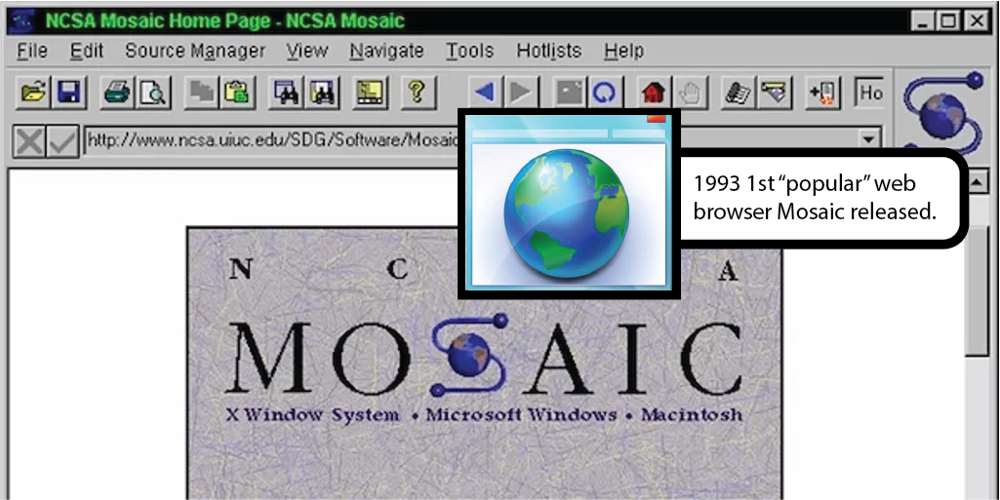 NCSA Mosaic Home Page - NCSA Mosaic
File Edit Source Manager View Navigate Tools Hotlists Help
Ho
http://www.ncsa.uiuc.edu/SDG/Software/Mosaic
1993 1st “popular” web
browser Mosaic released.
N C A
MOSAIC
X Window System • Microsoft Windows • Macintosh